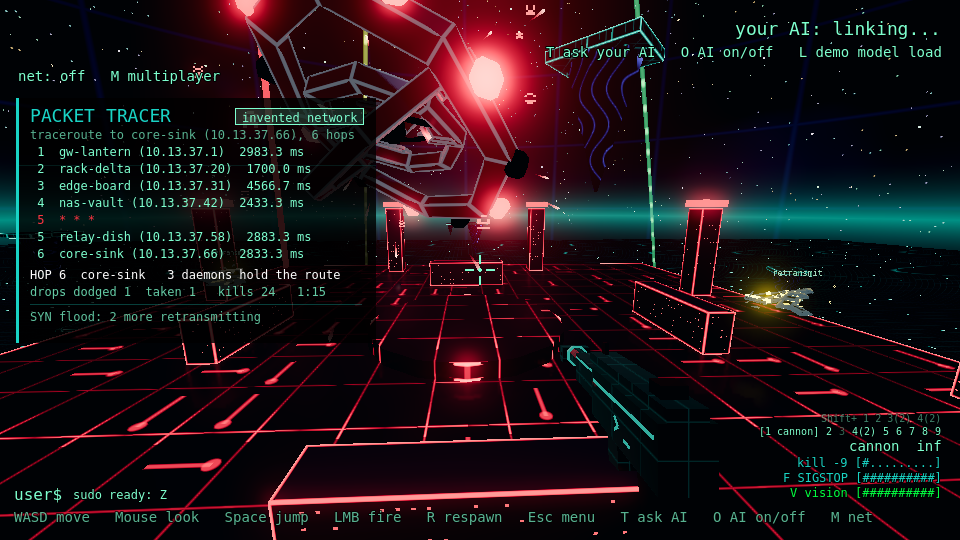 your AI: linking...
T ask your AI   O AI on/off   L demo model load
net: off   M multiplayer
PACKET TRACER   invented network
traceroute to core-sink (10.13.37.66), 6 hops
1  gw-lantern (10.13.37.1)  2983.3 ms
2  rack-delta (10.13.37.20)  1700.0 ms
3  edge-board (10.13.37.31)  4566.7 ms
4  nas-vault (10.13.37.42)  2433.3 ms
5  * * *
5  relay-dish (10.13.37.58)  2883.3 ms
6  core-sink (10.13.37.66)  2833.3 ms
HOP 6  core-sink   3 daemons hold the route
drops dodged 1  taken 1   kills 24   1:15
SYN flood: 2 more retransmitting
retransmit
Shift+ 1 2 3(2) 4(2)
[1 cannon] 2 3 4(2) 5 6 7 8 9
cannon  inf
kill -9 [#.........]
F SIGSTOP [##########]
V vision [##########]
user$ sudo ready: Z
WASD move   Mouse look   Space jump   LMB fire   R respawn   Esc menu   T ask AI   O AI on/off   M net